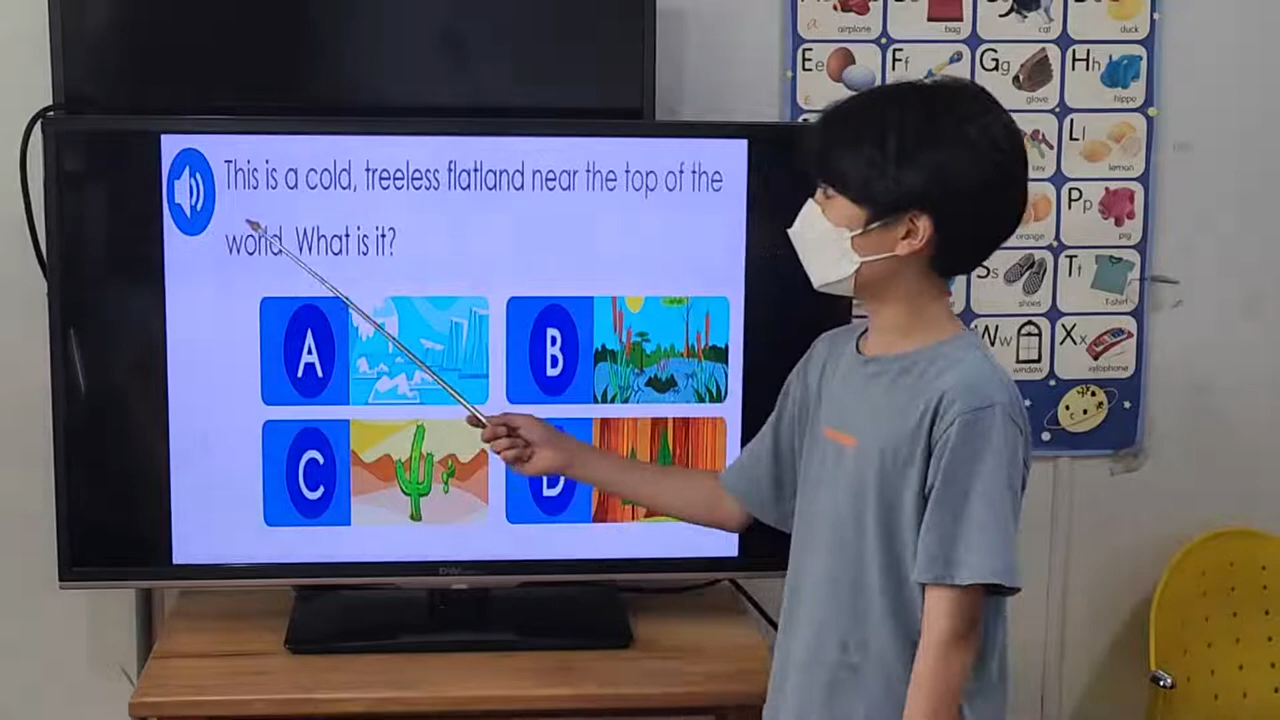 This is a cold, treeless flatland near the top of the
world. What is it?
A
B
C
D
airplane
bag
cat
duck
Ee
Ff
Gg
glove
Hh
hippo
Ll
lemon
orange
Pp
pig
Ss
shoes
Tt
T-shirt
Ww
window
Xx
xylophone